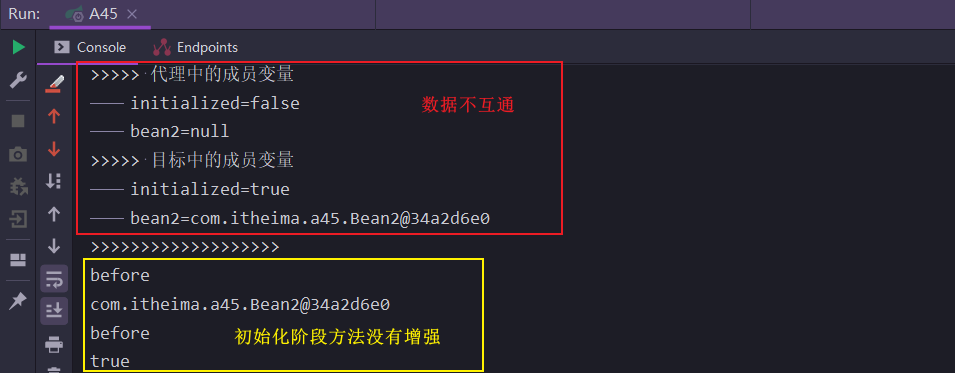 Run: A45 ×
Console Endpoints
>>>>> 代理中的成员变量
initialized=false
数据不互通
bean2=null
>>>>> 目标中的成员变量
initialized=true
bean2=com.itheima.a45.Bean2@34a2d6e0
>>>>>>>>>>>>>>>>>>>
before
com.itheima.a45.Bean2@34a2d6e0
before
初始化阶段方法没有增强
true